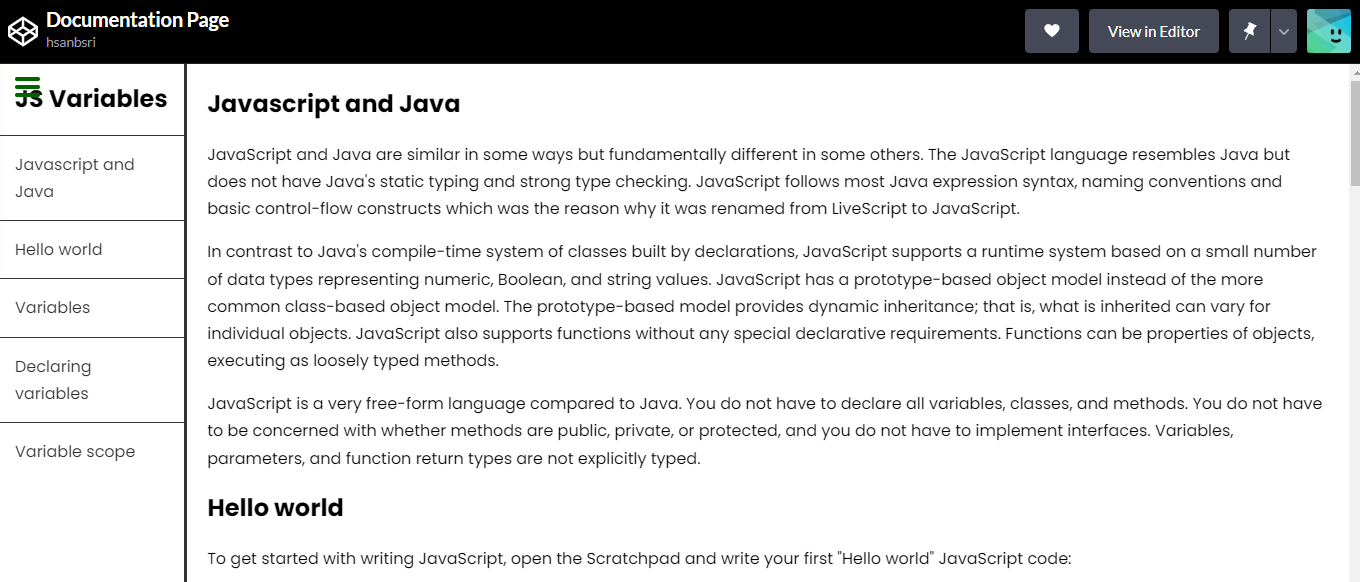 Documentation Page
hsanbsri
View in Editor
JS Variables
Javascript and
Java
Hello world
Variables
Declaring
variables
Variable scope
Javascript and Java
JavaScript and Java are similar in some ways but fundamentally different in some others. The JavaScript language resembles Java but
does not have Java's static typing and strong type checking. JavaScript follows most Java expression syntax, naming conventions and
basic control-flow constructs which was the reason why it was renamed from LiveScript to JavaScript.
In contrast to Java's compile-time system of classes built by declarations, JavaScript supports a runtime system based on a small number
of data types representing numeric, Boolean, and string values. JavaScript has a prototype-based object model instead of the more
common class-based object model. The prototype-based model provides dynamic inheritance; that is, what is inherited can vary for
individual objects. JavaScript also supports functions without any special declarative requirements. Functions can be properties of objects,
executing as loosely typed methods.
JavaScript is a very free-form language compared to Java. You do not have to declare all variables, classes, and methods. You do not have
to be concerned with whether methods are public, private, or protected, and you do not have to implement interfaces. Variables,
parameters, and function return types are not explicitly typed.
Hello world
To get started with writing JavaScript, open the Scratchpad and write your first "Hello world" JavaScript code: